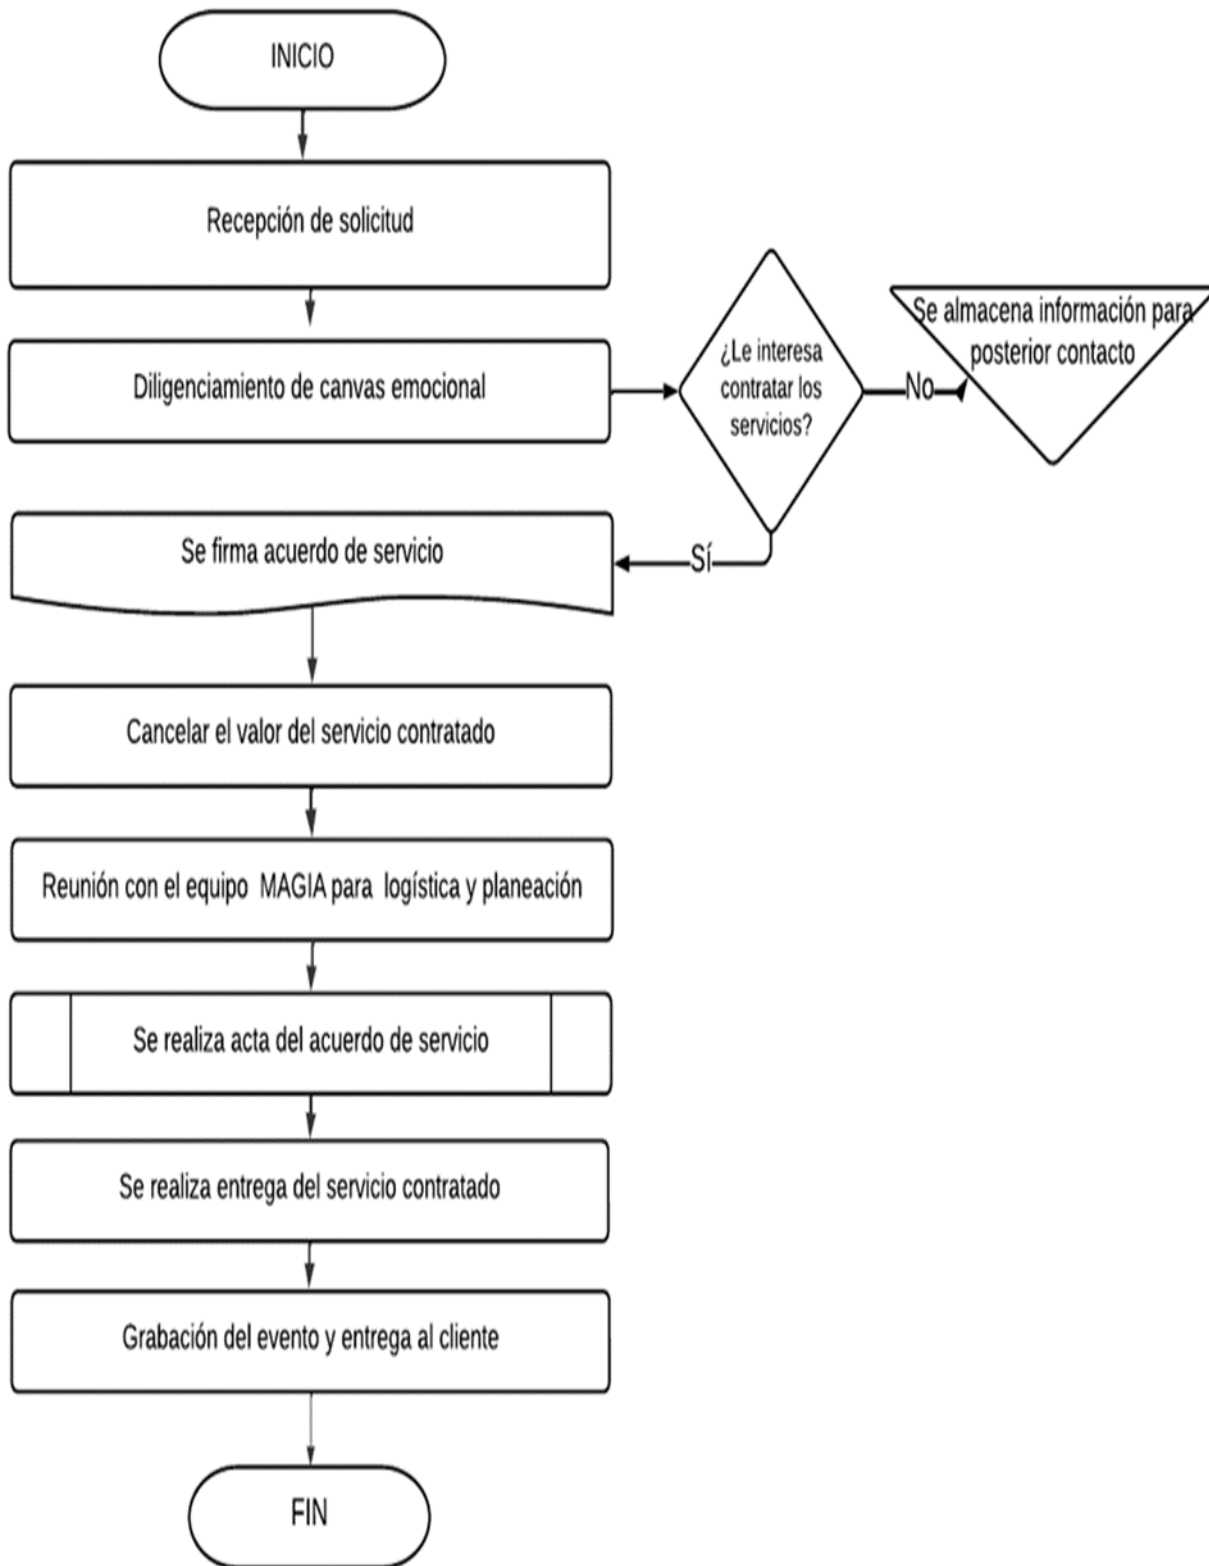 INICIO
Recepción de solicitud
Diligenciamiento de canvas emocional
¿Le interesa
contratar los
servicios?
No
Se almacena información para
posterior contacto
Sí
Se firma acuerdo de servicio
Cancelar el valor del servicio contratado
Reunión con el equipo MAGIA para logística y planeación
Se realiza acta del acuerdo de servicio
Se realiza entrega del servicio contratado
Grabación del evento y entrega al cliente
FIN